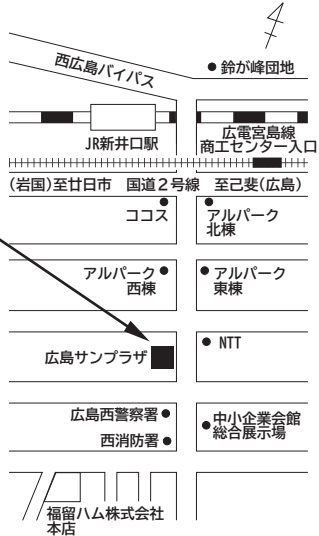 西広島バイパス
鈴が峰団地
JR新井口駅
広電宮島線
商工センター入口
(岩国)至廿日市 国道2号線 至己斐(広島)
ココス
アルパーク
北棟
アルパーク
西棟
アルパーク
東棟
広島サンプラザ
NTT
広島西警察署
西消防署
中小企業会館
総合展示場
福留ハム株式会社
本店